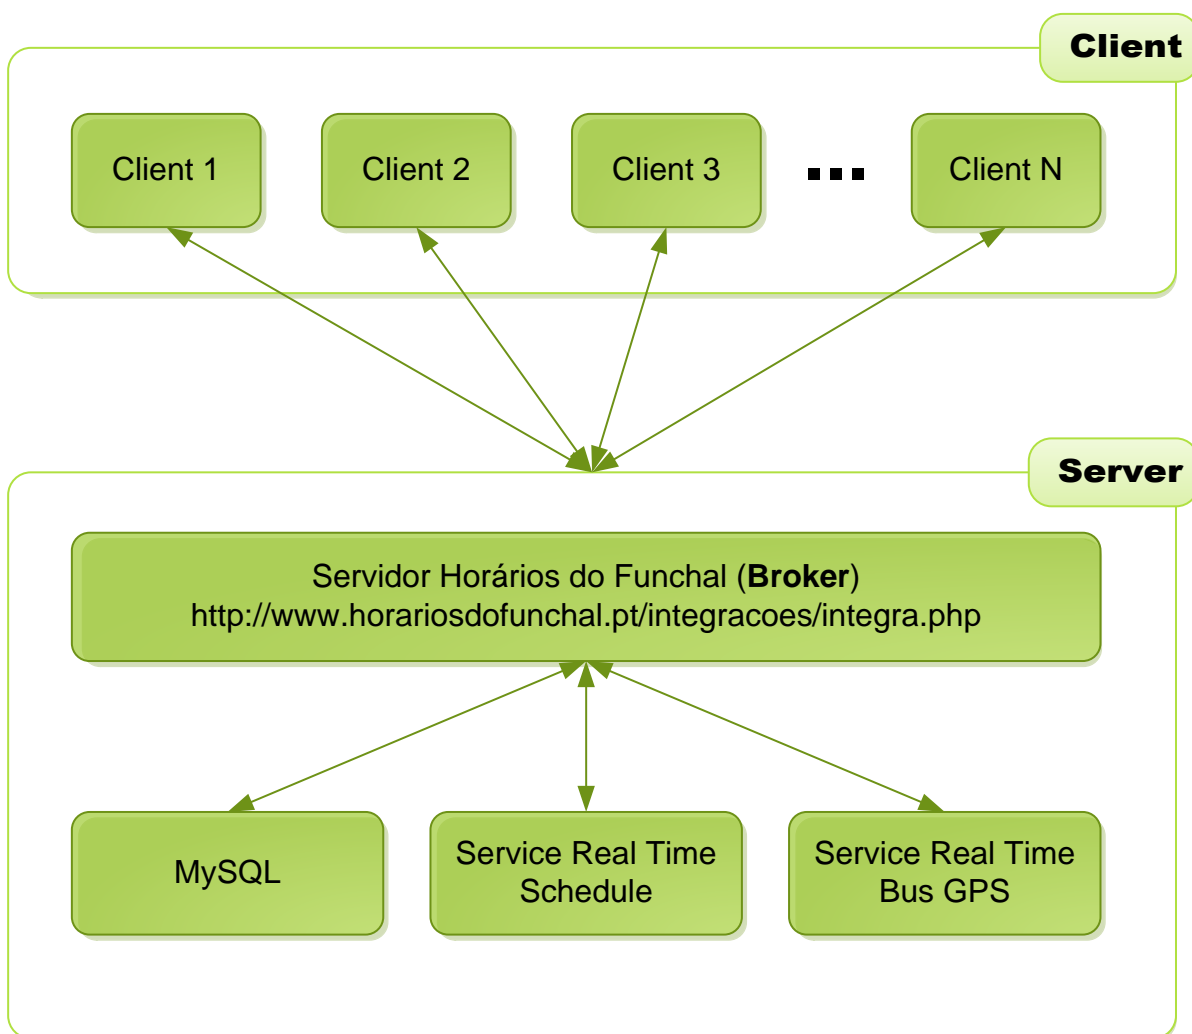 Client
Client 1
Client 2
Client 3
...
Client N
Server
Servidor Horários do Funchal (Broker)
http://www.horariosdofunchal.pt/integracoes/integra.php
MySQL
Service Real Time
Schedule
Service Real Time
Bus GPS